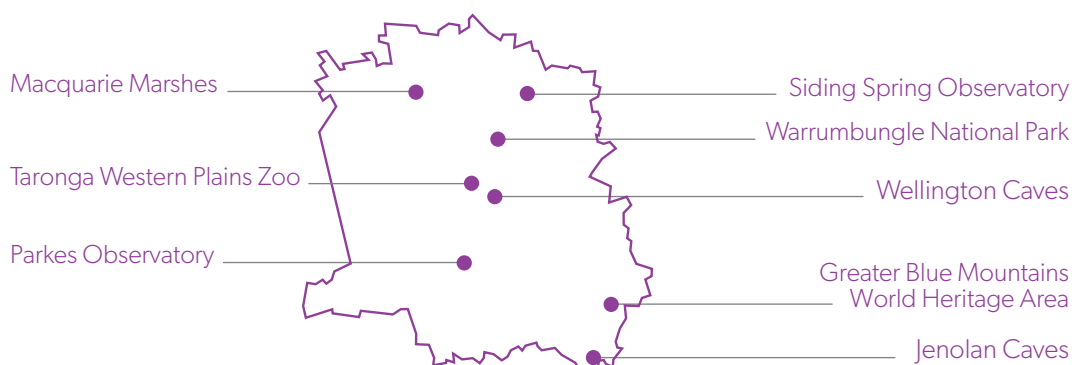 Macquarie Marshes
Taronga Western Plains Zoo
Parkes Observatory
Siding Spring Observatory
Warrumbungle National Park
Wellington Caves
Greater Blue Mountains
World Heritage Area
Jenolan Caves